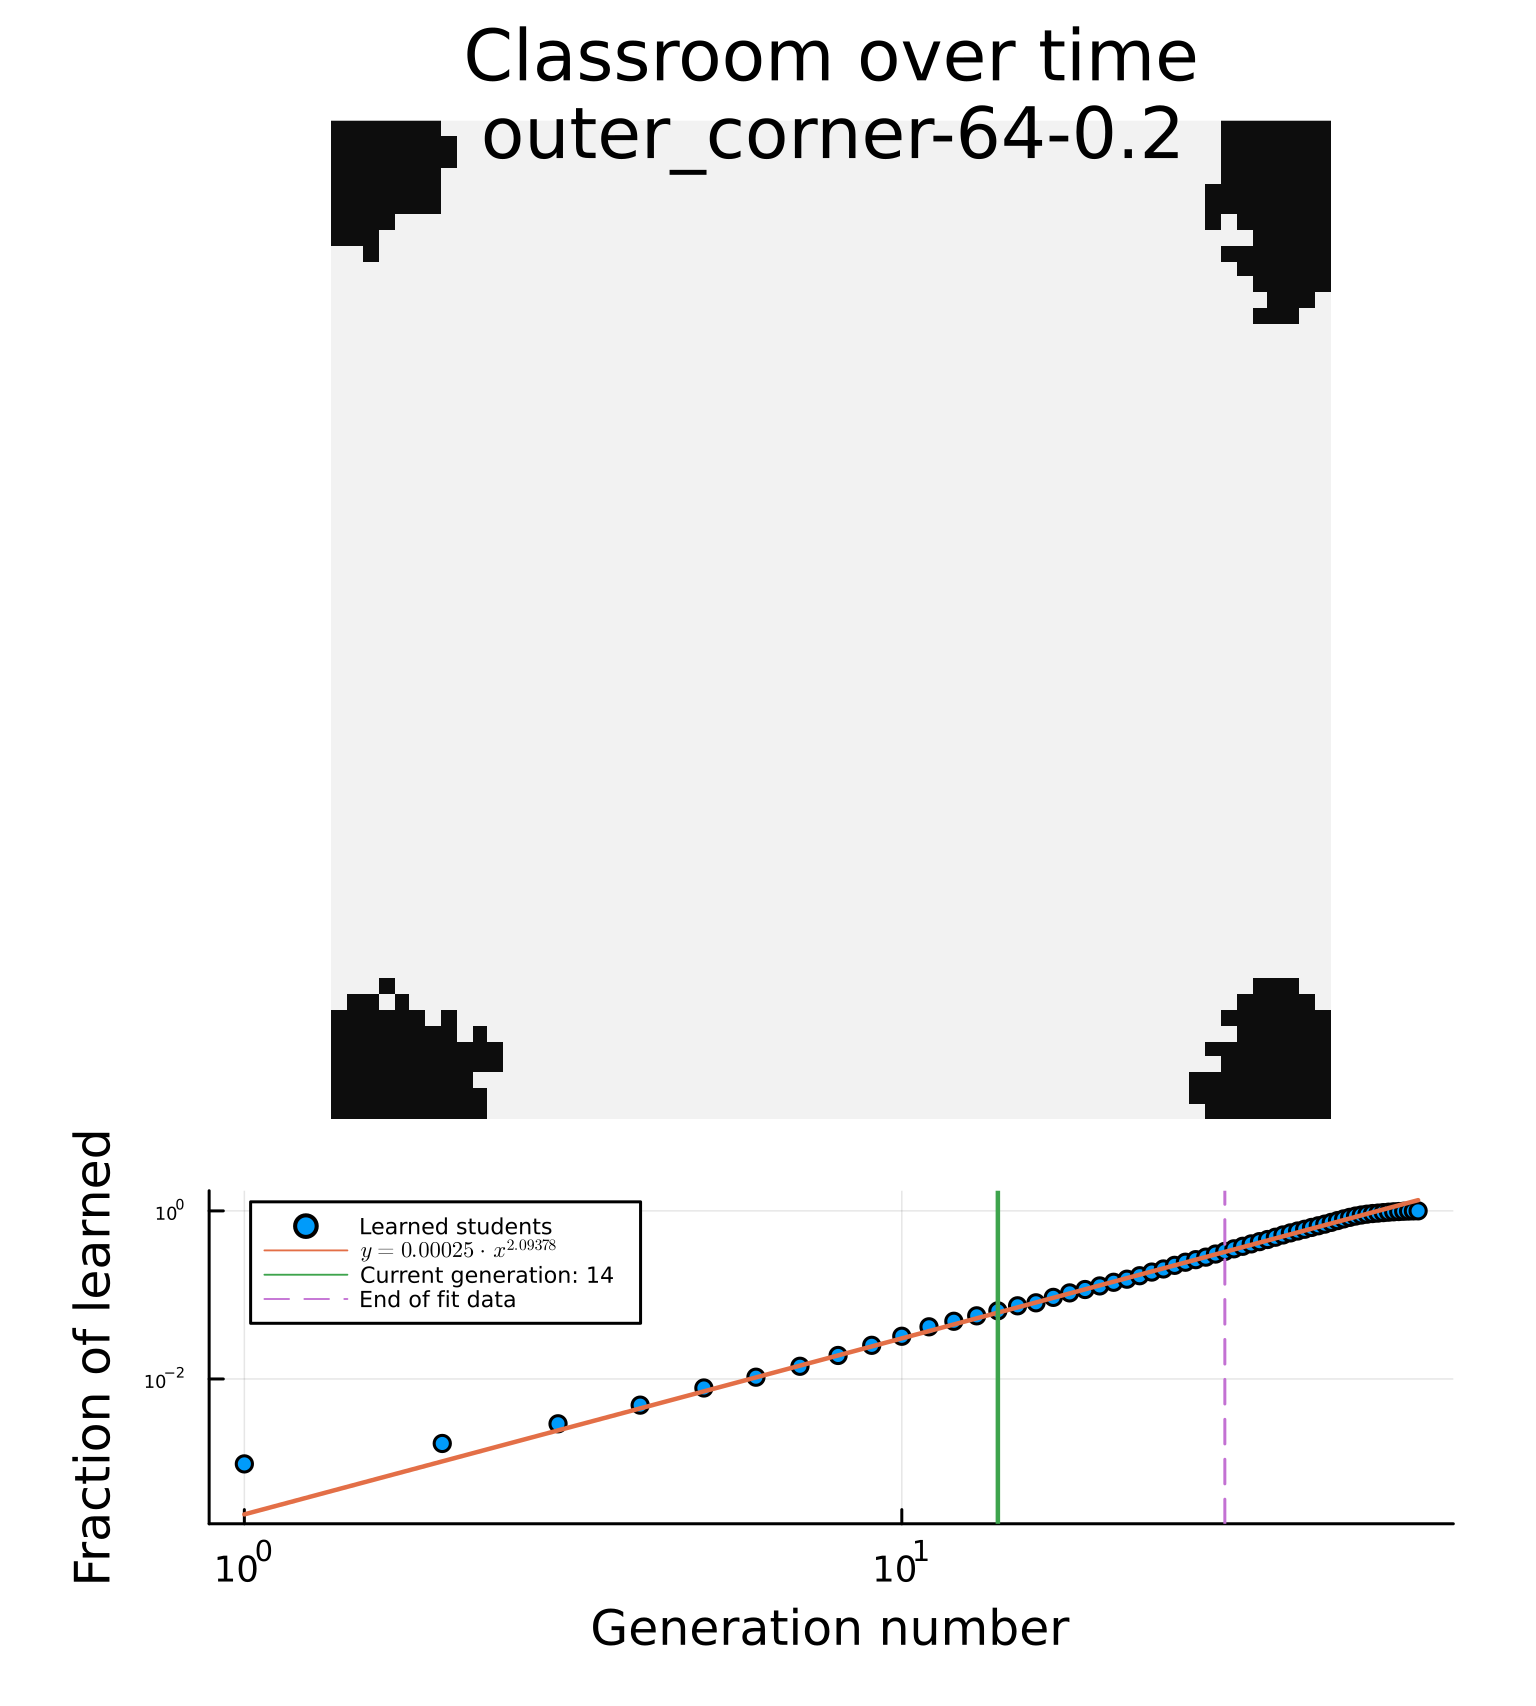 Classroom over time
outer_corner-64-0.2
Fraction of learned
10^0
10^−2
Learned students
y = 0.00025 · x^2.09378
Current generation: 14
End of fit data
10^0
10^1
Generation number